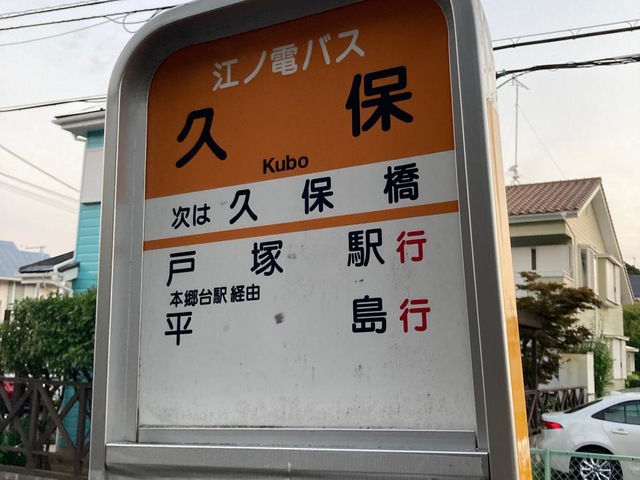 江ノ電バス
久保
Kubo
次は 久保橋
戸塚駅行
本郷台駅経由
平島行